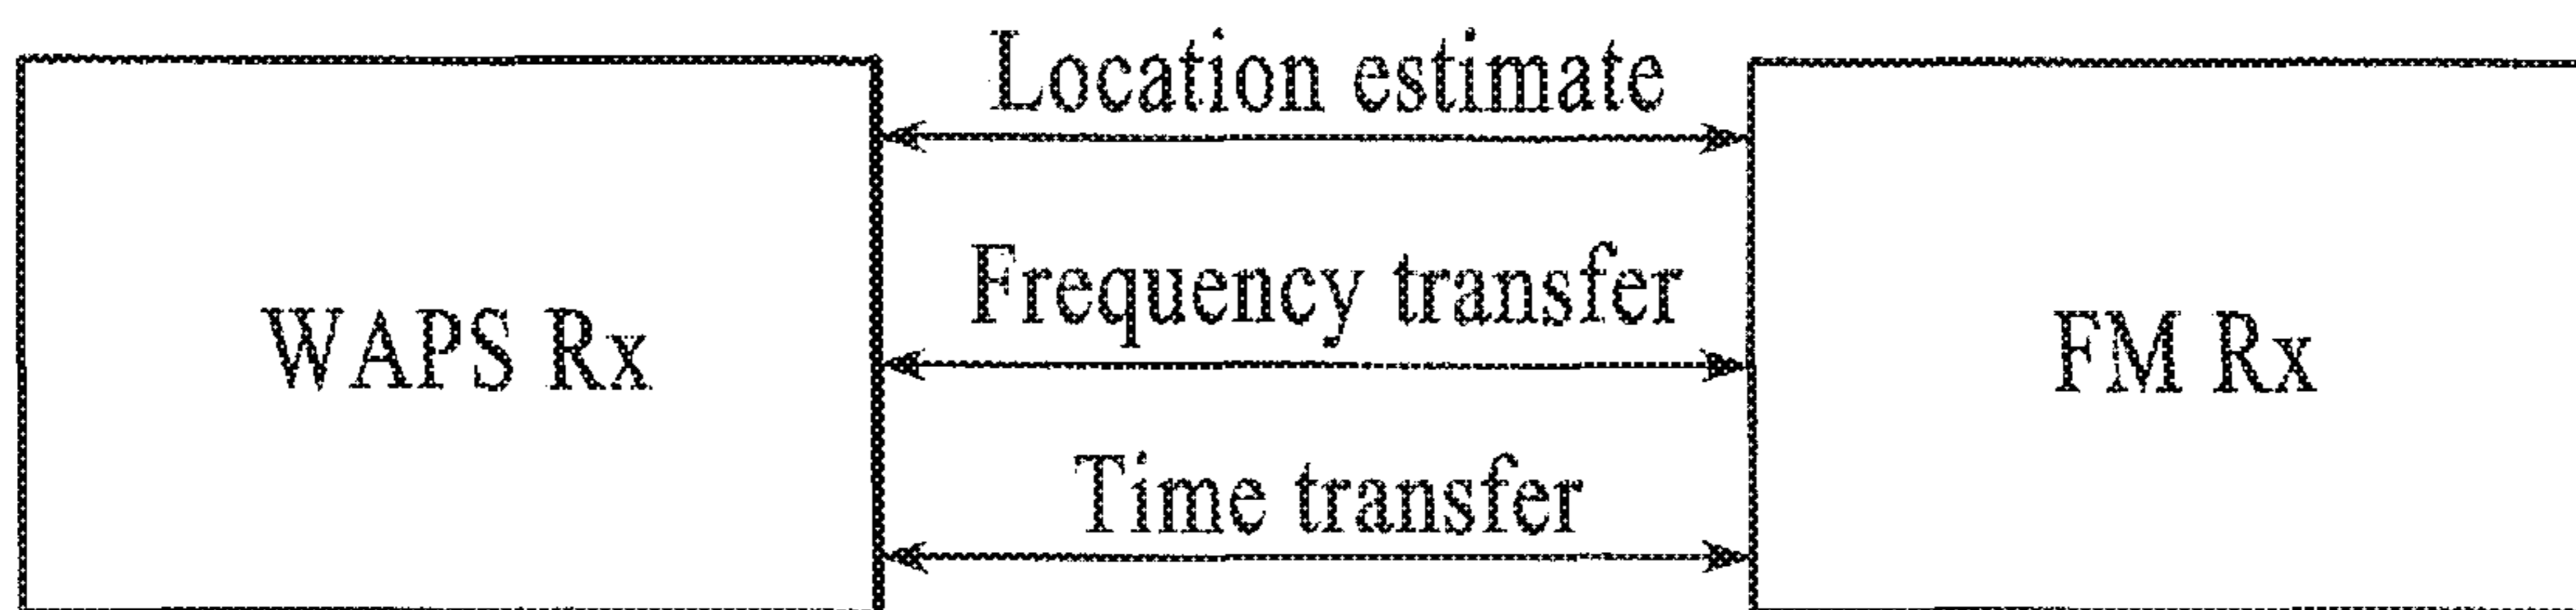 Location estimate
Frequency transfer
WAPS Rx
FM Rx
Time transfer